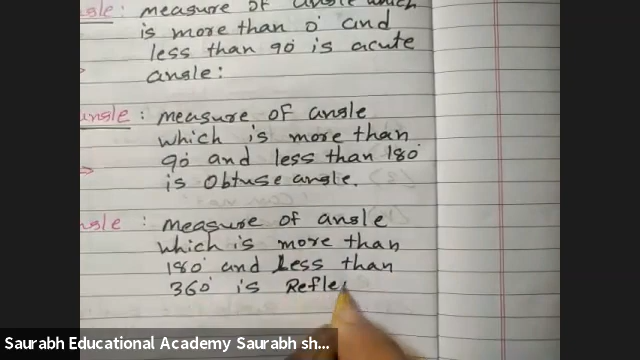 angle : measure of angle which
is more than 0° and
less than 90° is acute
angle :
angle : measure of angle
which is more than
90° and less than 180°
is obtuse angle.
angle : measure of angle
which is more than
180° and Less than
360° is Refle
Saurabh Educational Academy Saurabh sh...